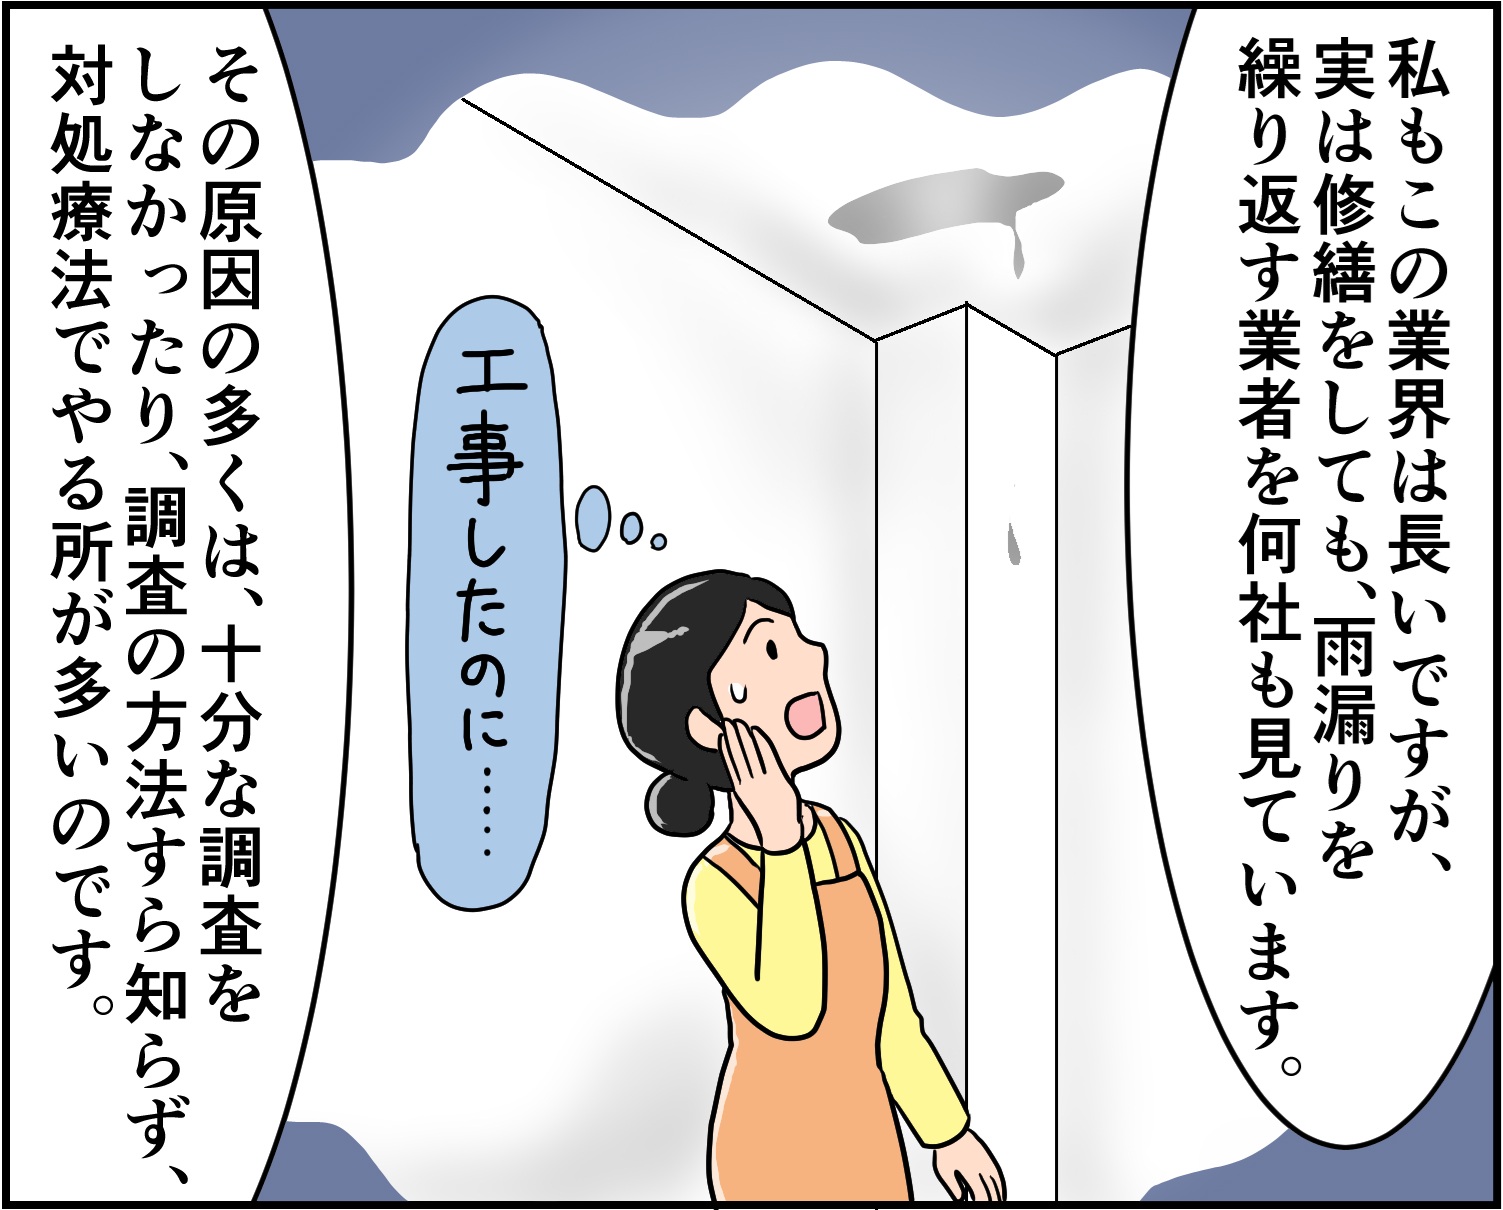 私もこの業界は長いですが、
実は修繕をしても、雨漏りを
繰り返す業者を何社も見ています。
工事したのに……
その原因の多くは、十分な調査を
しなかったり、調査の方法すら知らず、
対処療法でやる所が多いのです。